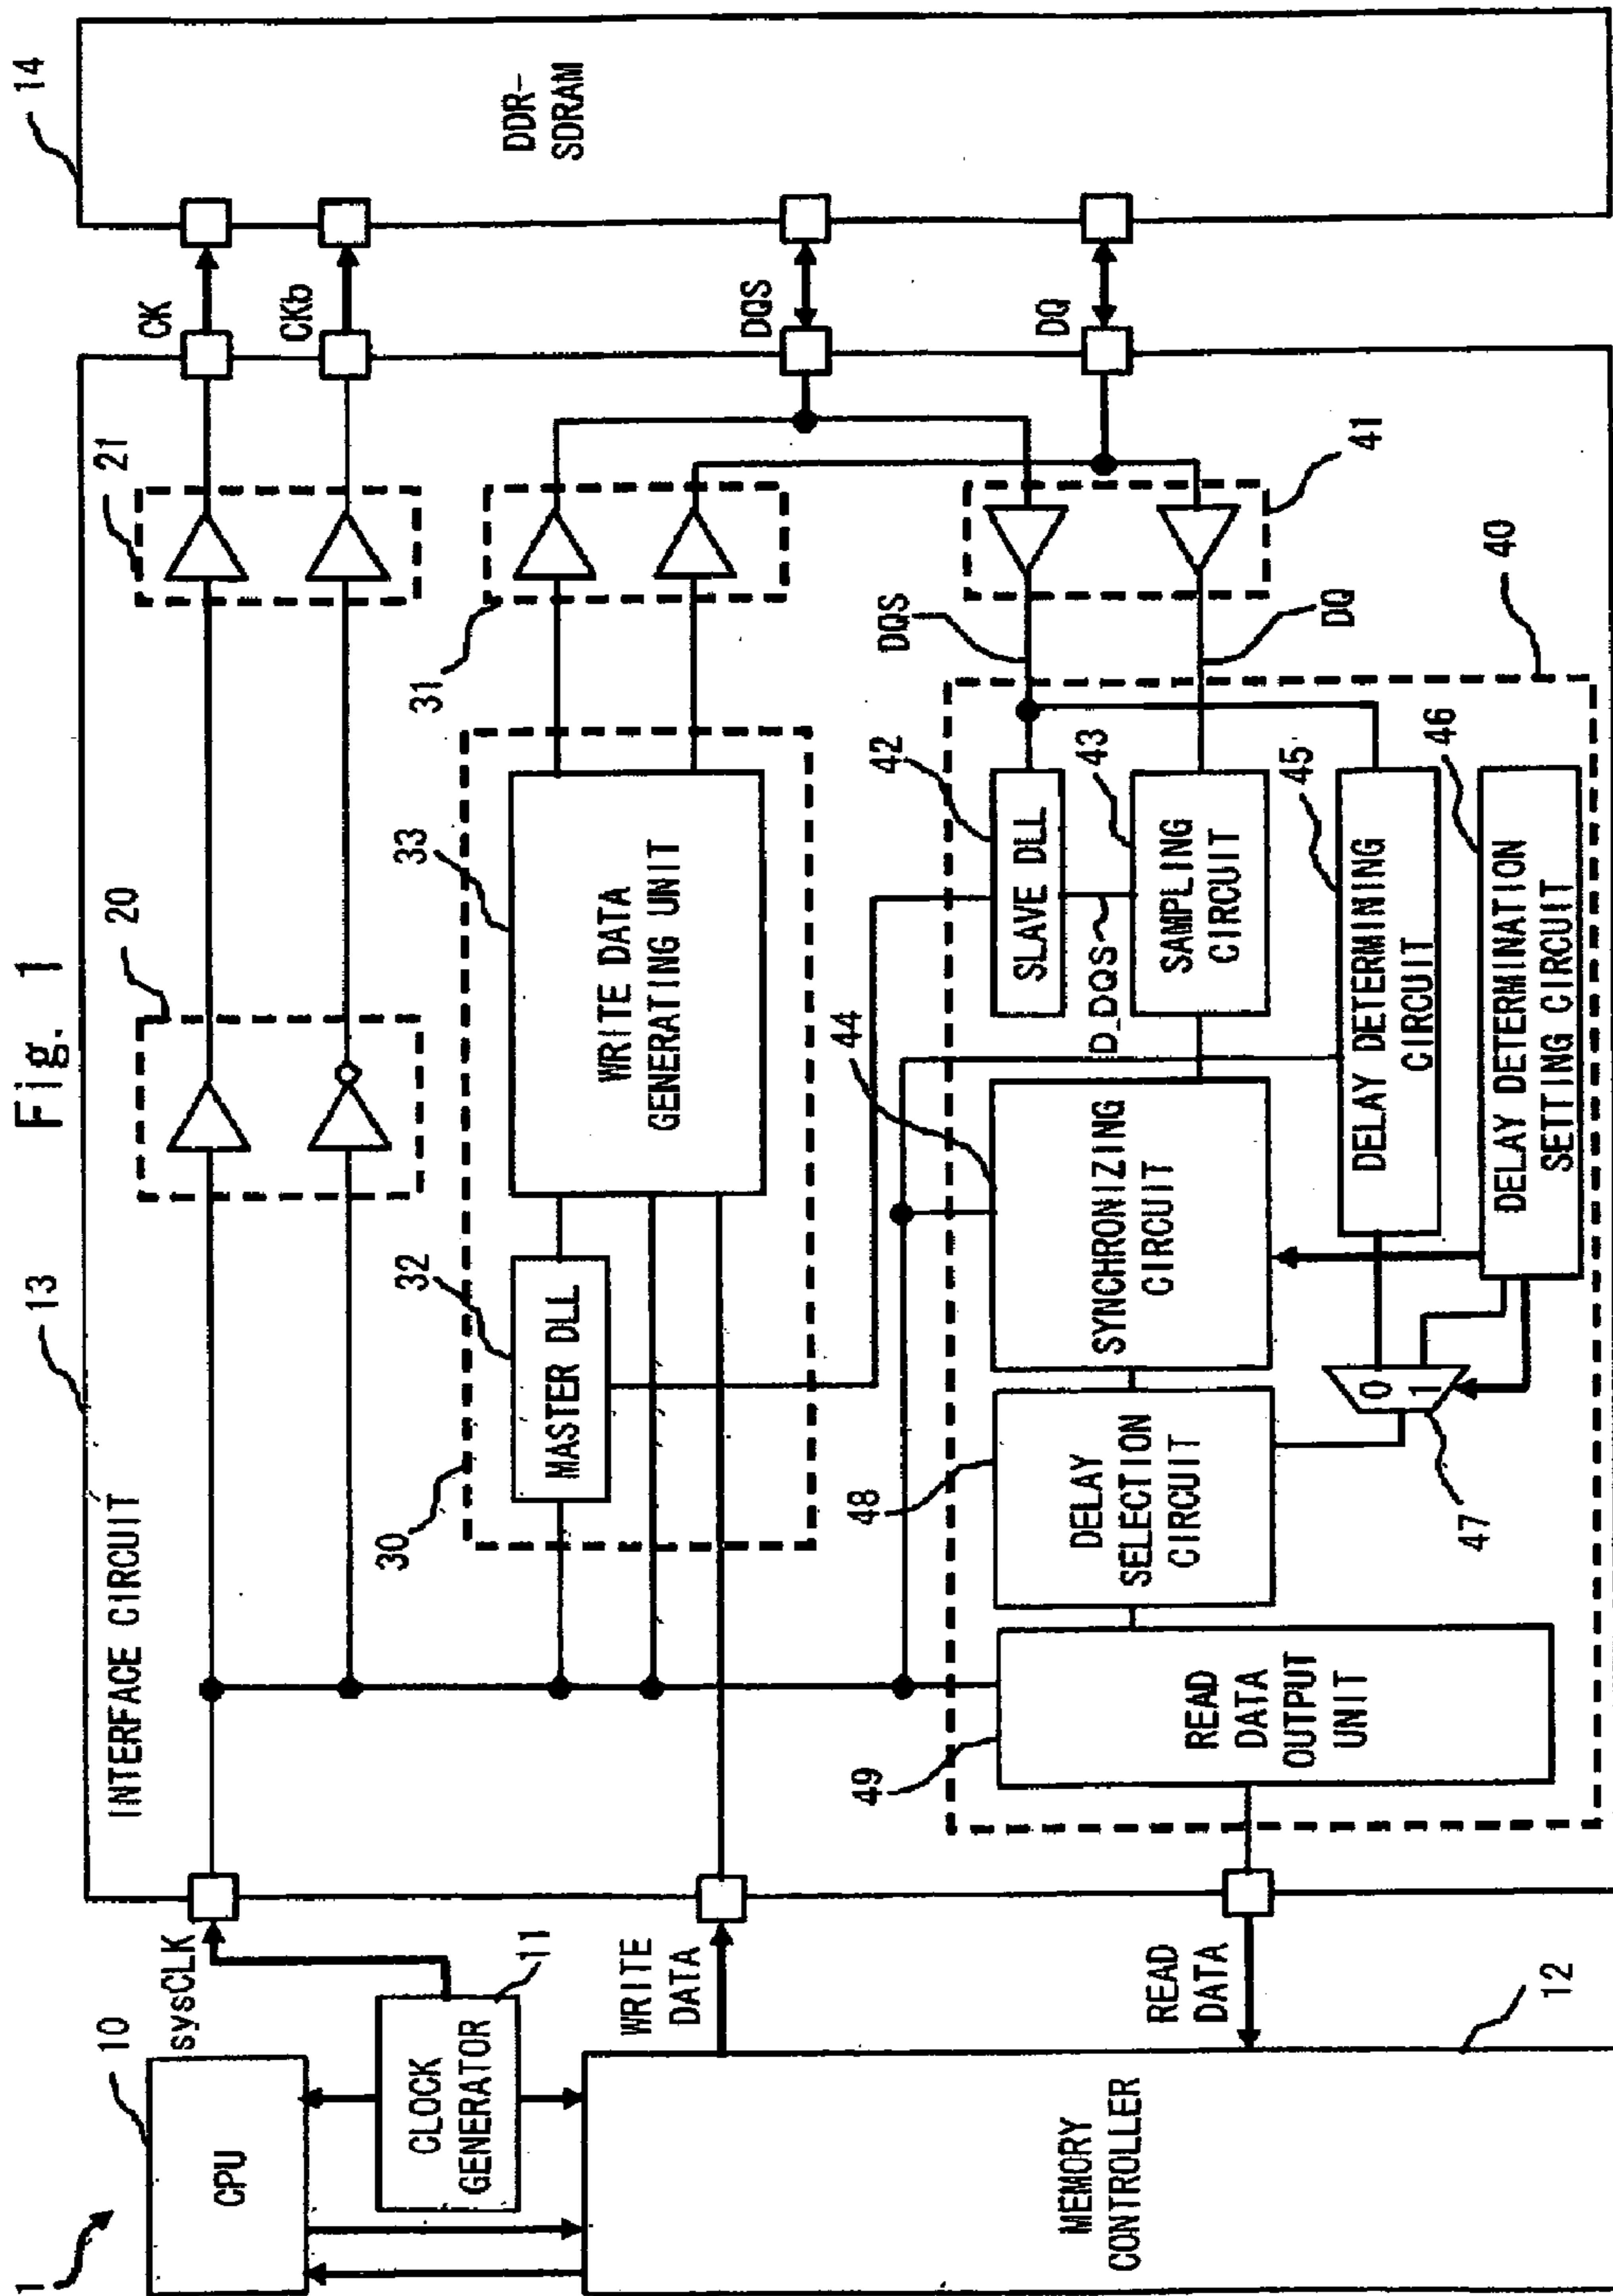 Fig. 1
1
10
CPU
sysCLK
11
CLOCK
GENERATOR
12
MEMORY
CONTROLLER
WRITE
DATA
READ
DATA
13
INTERFACE CIRCUIT
20
21
CK
CKb
14
DDR-
SDRAM
30
32
MASTER DLL
33
WRITE DATA
GENERATING UNIT
31
DQS
DQ
41
40
DQS
DQ
42
SLAVE DLL
D_DQS
43
SAMPLING
CIRCUIT
44
SYNCHRONIZING
CIRCUIT
45
DELAY DETERMINING
CIRCUIT
46
DELAY DETERMINATION
SETTING CIRCUIT
0
1
47
48
DELAY
SELECTION
CIRCUIT
49
READ
DATA
OUTPUT
UNIT